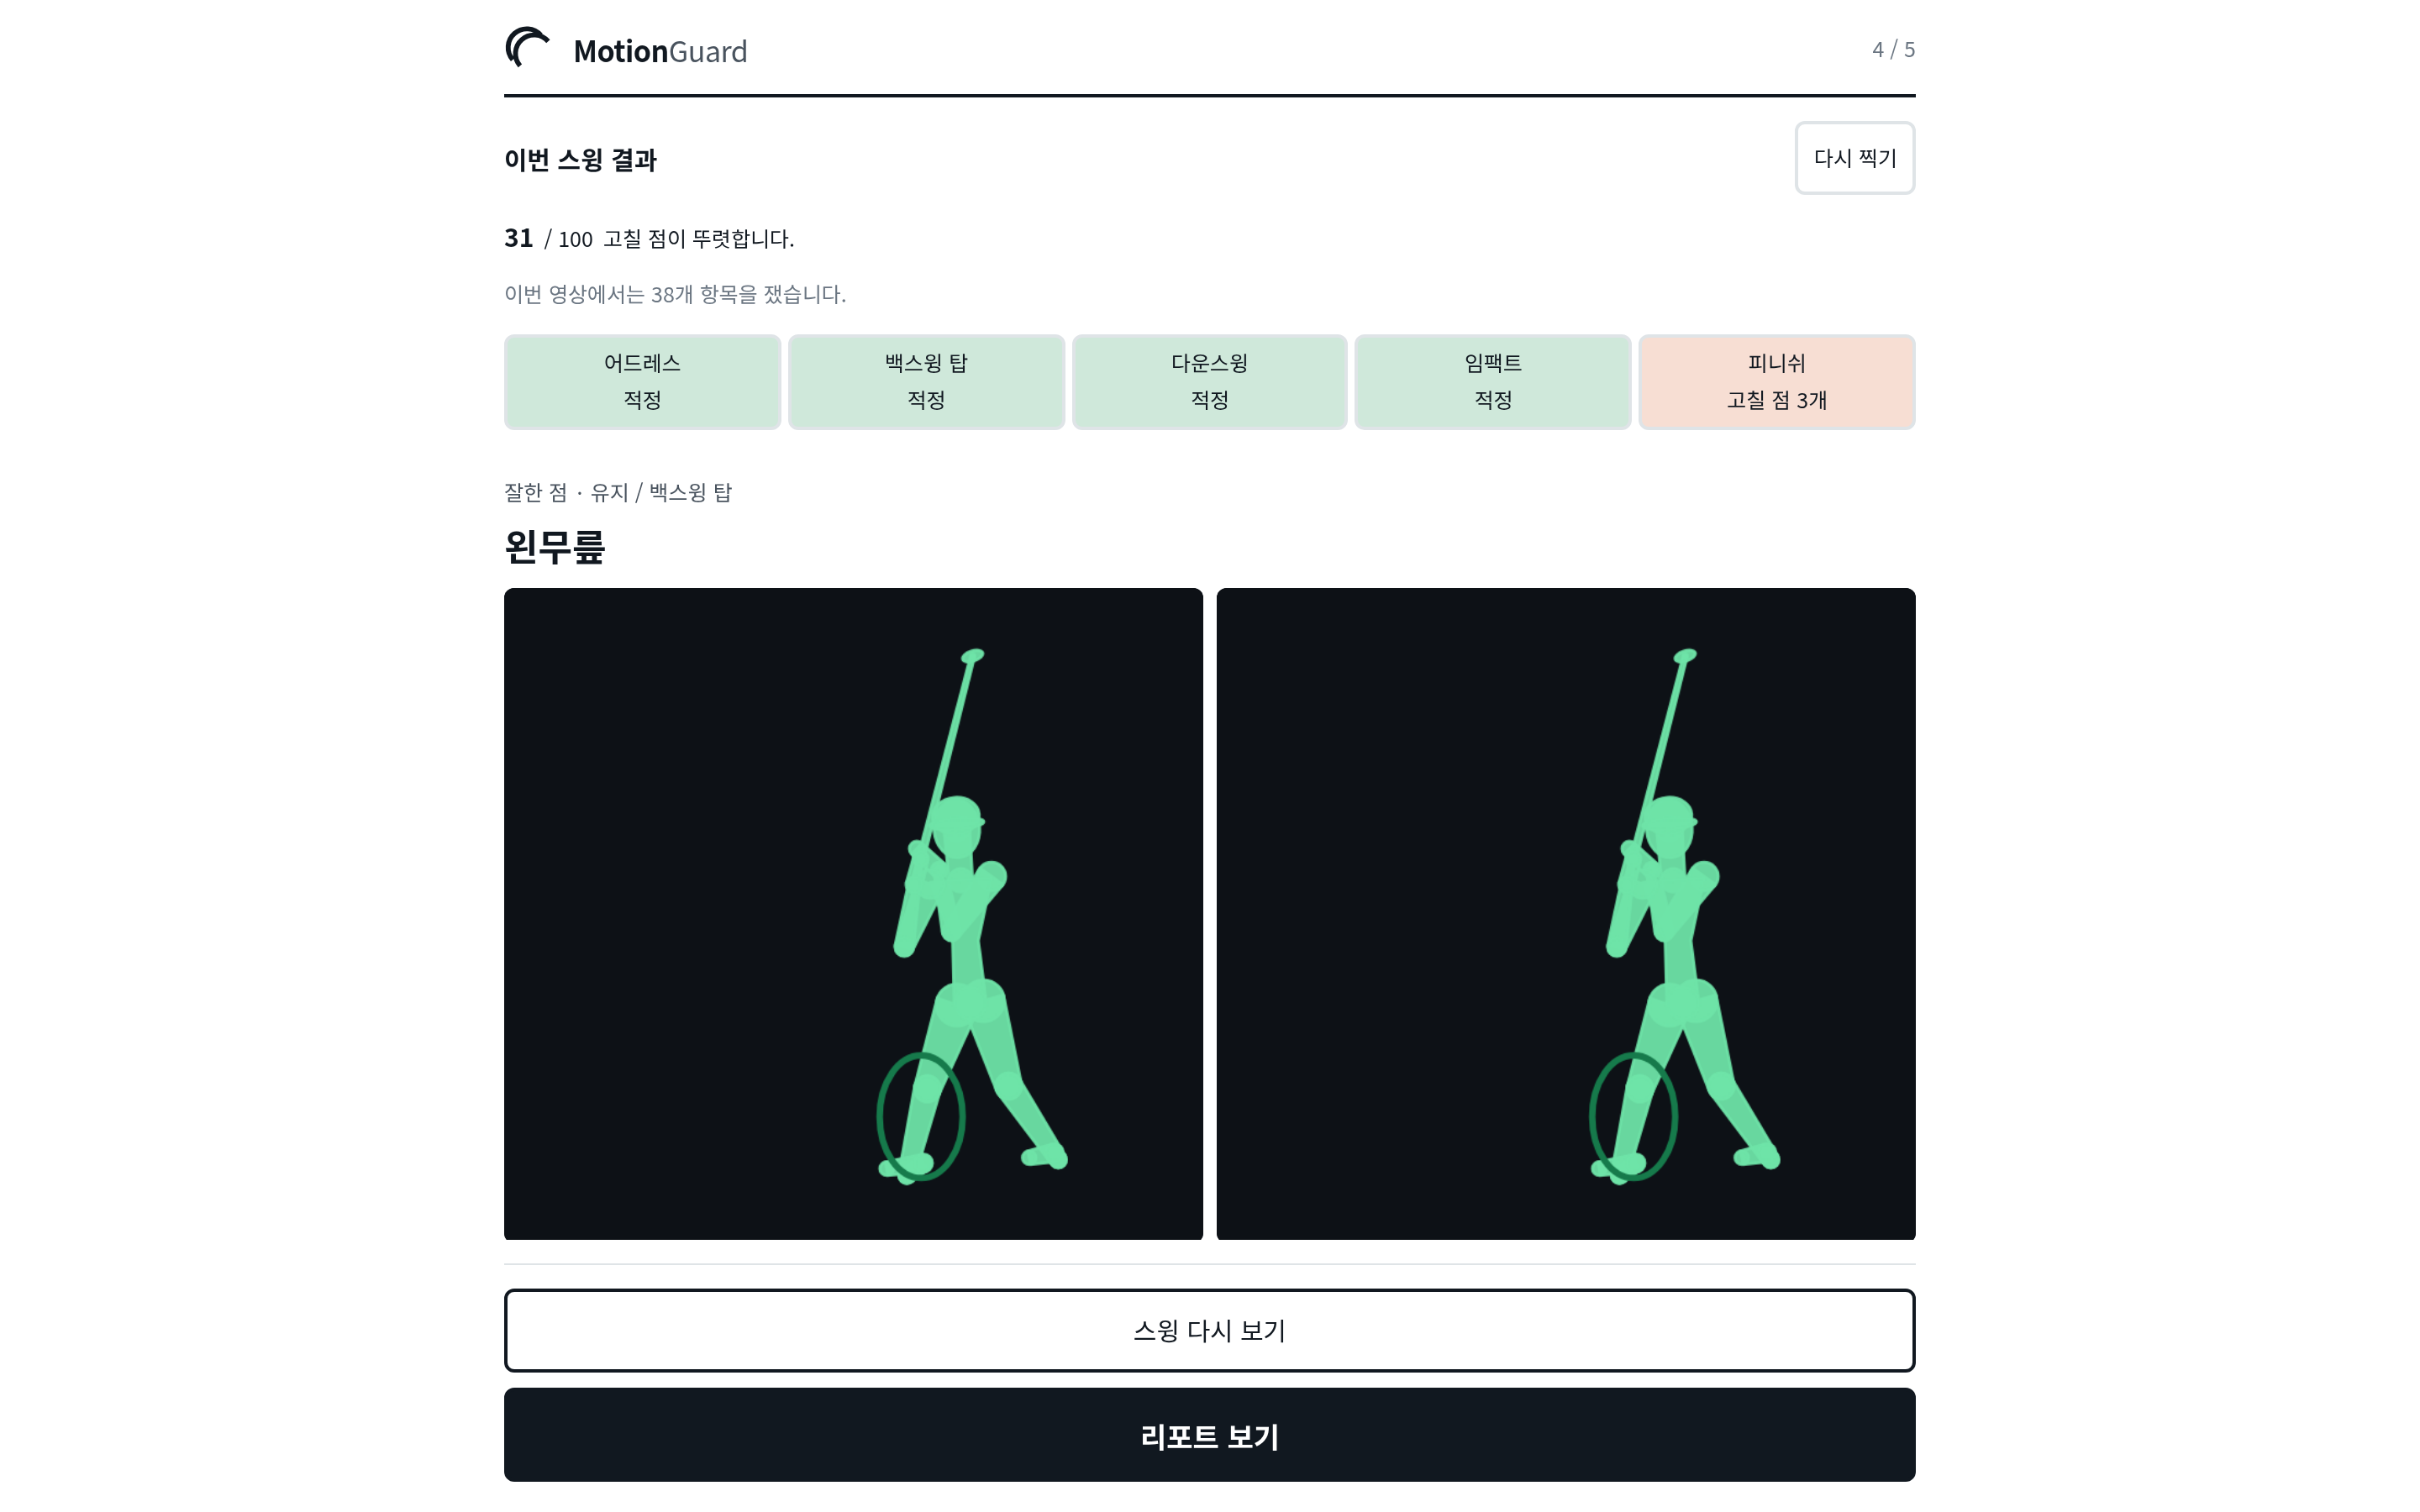 MotionGuard
4 / 5
이번 스윙 결과
다시 찍기
31 / 100 고칠 점이 뚜렷합니다.
이번 영상에서는 38개 항목을 쟀습니다.
어드레스
적정
백스윙 탑
적정
다운스윙
적정
임팩트
적정
피니쉬
고칠 점 3개
잘한 점 · 유지 / 백스윙 탑
왼무릎
스윙 다시 보기
리포트 보기